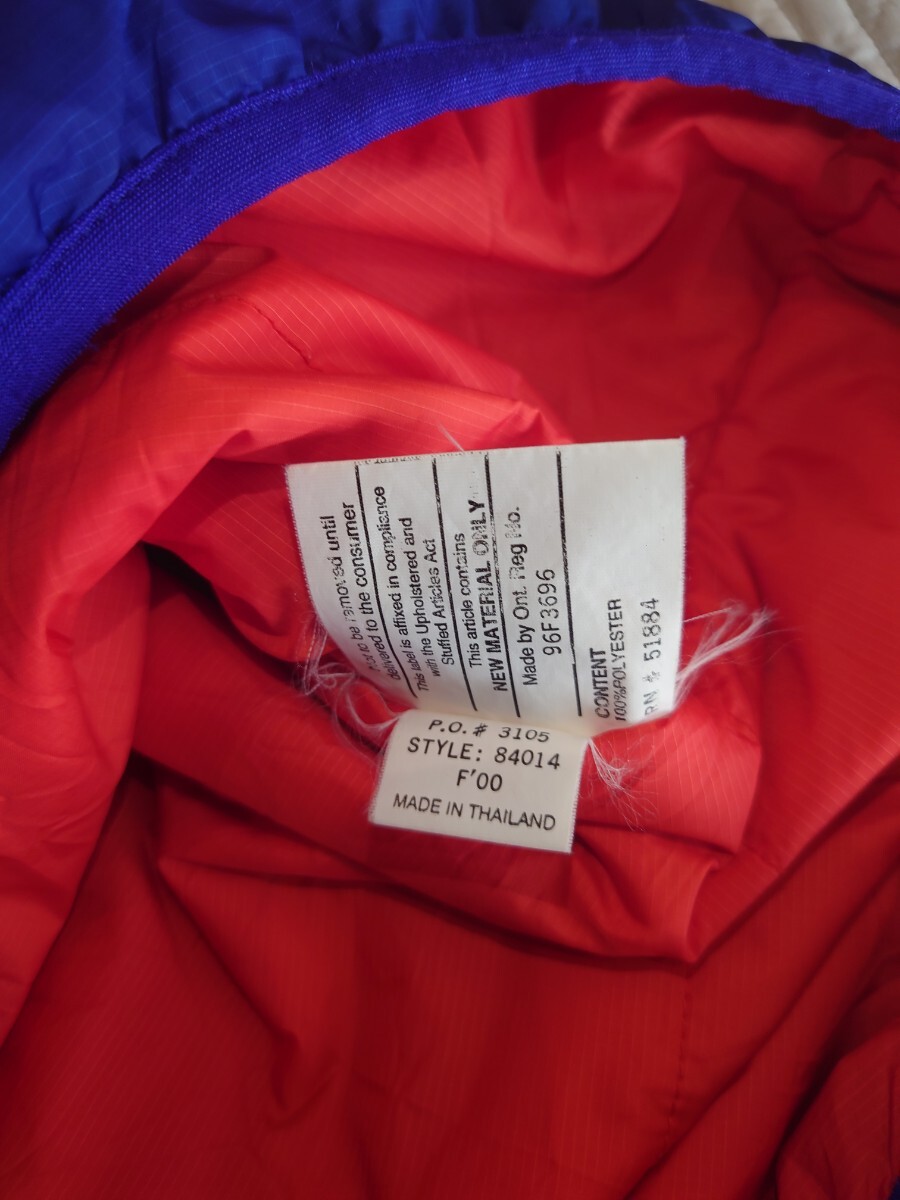 to be removed until
delivered to the consumer
This label is affixed in compliance
with the Upholstered and
Stuffed Articles Act
This article contains
NEW MATERIAL ONLY
Made by Ont. Reg No.
96F3696
CONTENT
100%POLYESTER
RN # 51884
P.O.# 3105
STYLE: 84014
F'00
MADE IN THAILAND